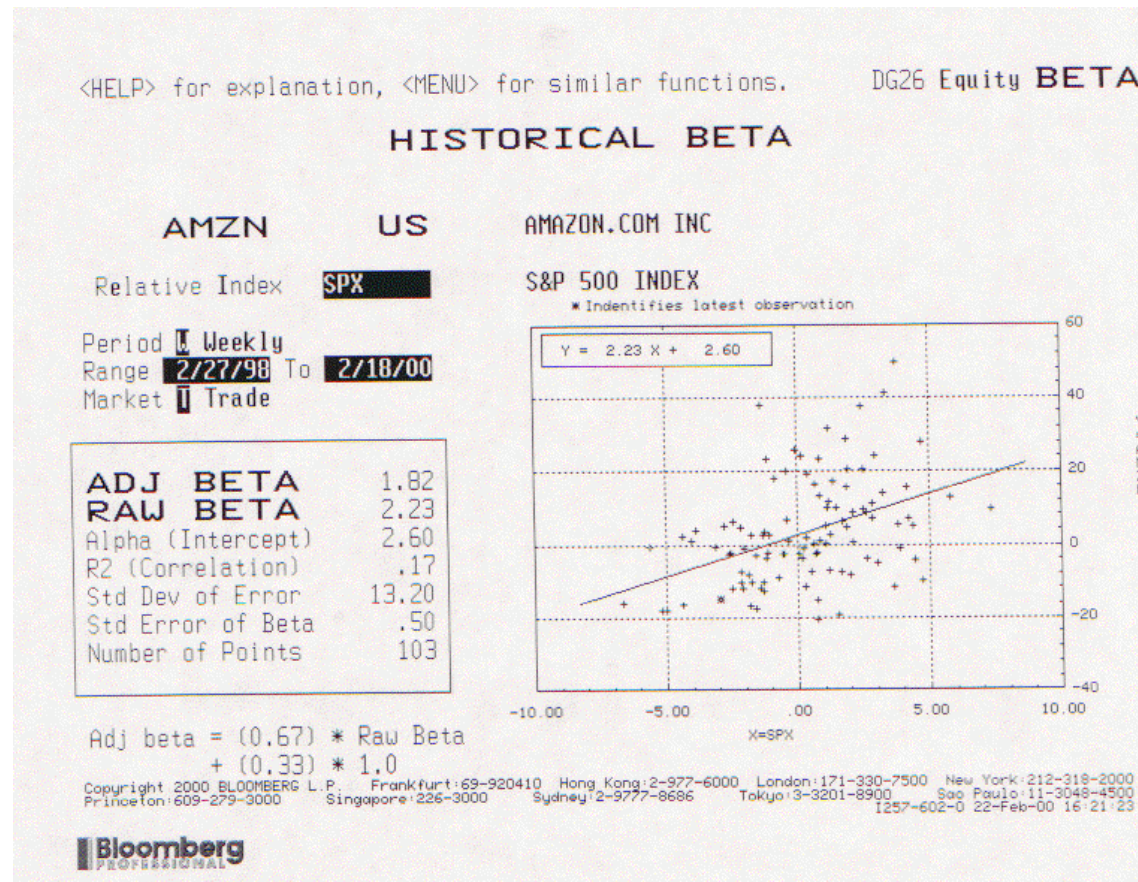 <HELP> for explanation, <MENU> for similar functions. DG26 Equity BETA
HISTORICAL BETA
AMZN US
AMAZON.COM INC
Relative Index SPX
S&P 500 INDEX
* Indentifies latest observation
Period W Weekly
Range 2/27/98 To 2/18/00
Market T Trade
Y = 2.23 X + 2.60
60
40
20
0
-20
-40
-10.00 -5.00 .00 5.00 10.00
X=SPX
ADJ BETA 1.82
RAW BETA 2.23
Alpha (Intercept) 2.60
R2 (Correlation) .17
Std Dev of Error 13.20
Std Error of Beta .50
Number of Points 103
Adj beta = (0.67) * Raw Beta
+ (0.33) * 1.0
Copyright 2000 BLOOMBERG L.P. Frankfurt:69-920410 Hong Kong:2-977-6000 London:171-330-7500 New York:212-318-2000
Princeton:609-279-3000 Singapore:226-3000 Sydney:2-9777-8686 Tokyo:3-3201-8900 Sao Paulo:11-3048-4500
I257-602-0 22-Feb-00 16:21:23
Bloomberg
PROFESSIONAL